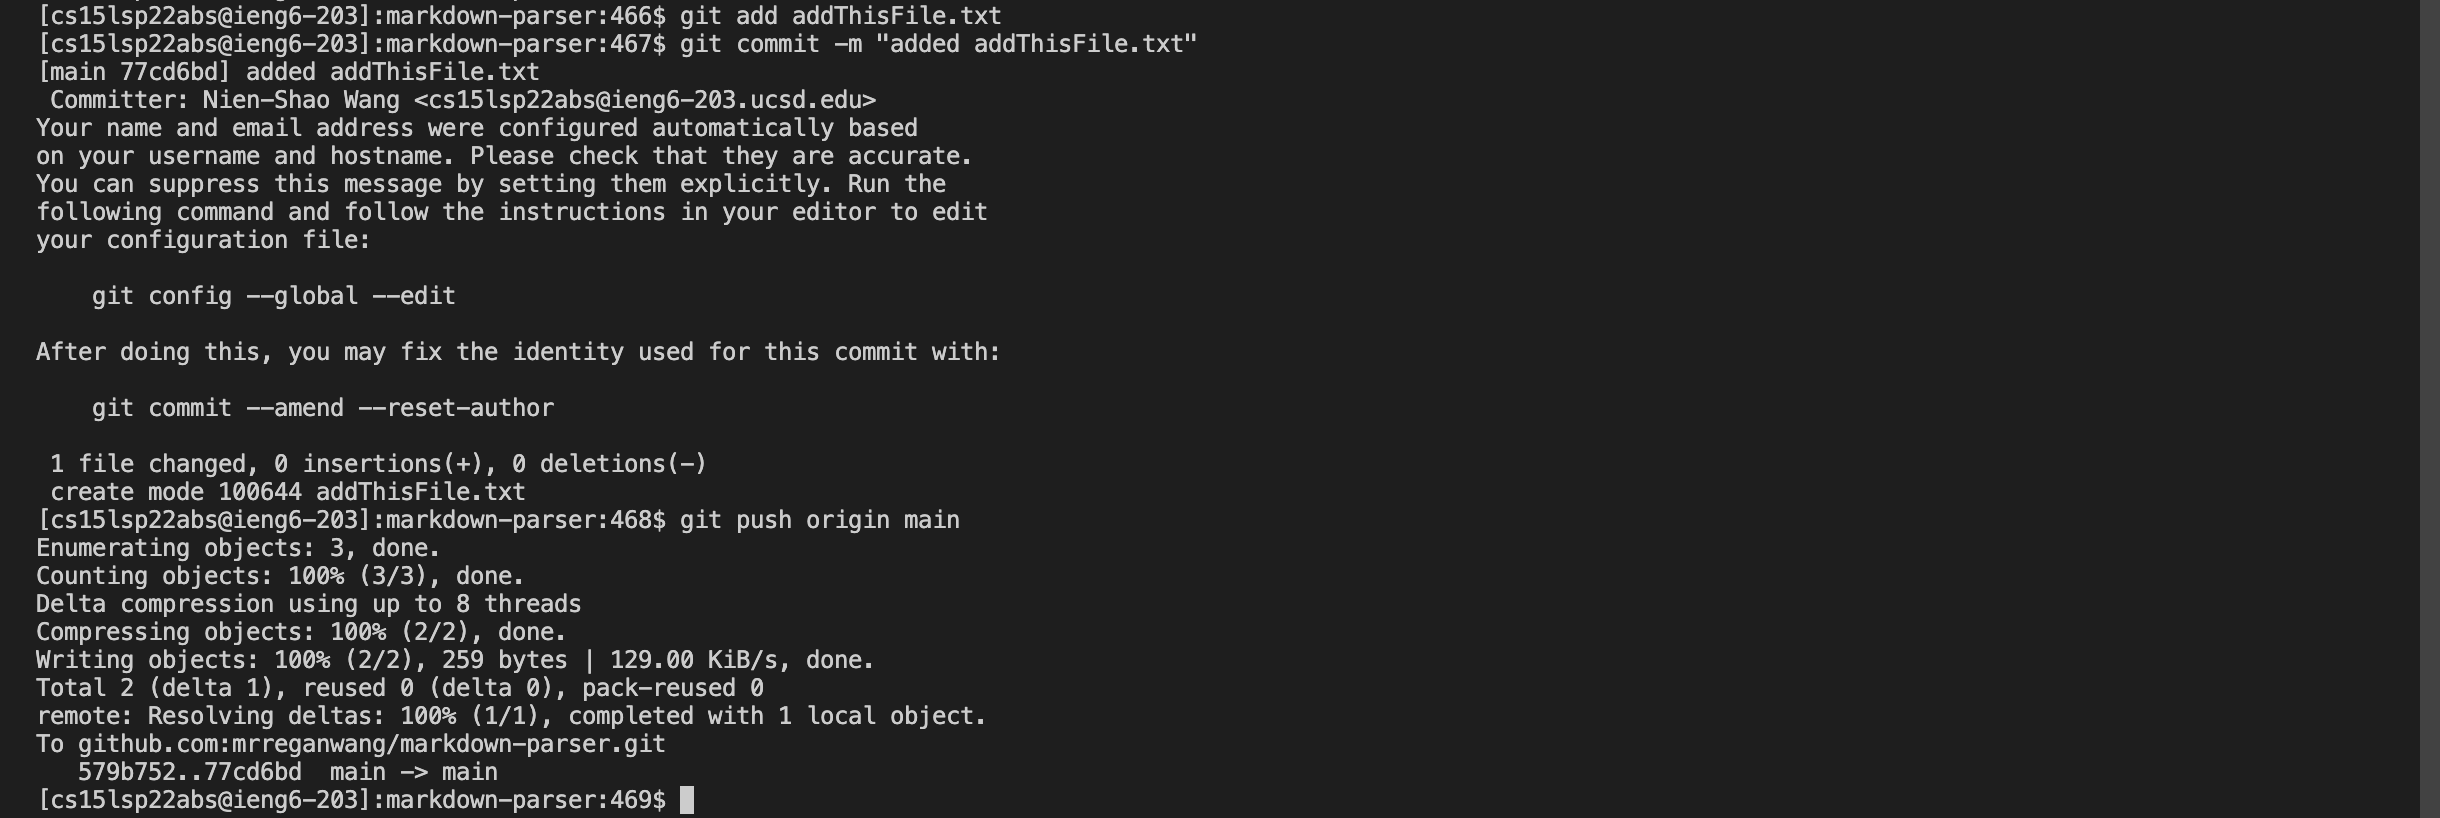 [cs15lsp22abs@ieng6-203]:markdown-parser:466$ git add addThisFile.txt
[cs15lsp22abs@ieng6-203]:markdown-parser:467$ git commit -m "added addThisFile.txt"
[main 77cd6bd] added addThisFile.txt
 Committer: Nien-Shao Wang <cs15lsp22abs@ieng6-203.ucsd.edu>
Your name and email address were configured automatically based
on your username and hostname. Please check that they are accurate.
You can suppress this message by setting them explicitly. Run the
following command and follow the instructions in your editor to edit
your configuration file:

    git config --global --edit

After doing this, you may fix the identity used for this commit with:

    git commit --amend --reset-author

 1 file changed, 0 insertions(+), 0 deletions(-)
 create mode 100644 addThisFile.txt
[cs15lsp22abs@ieng6-203]:markdown-parser:468$ git push origin main
Enumerating objects: 3, done.
Counting objects: 100% (3/3), done.
Delta compression using up to 8 threads
Compressing objects: 100% (2/2), done.
Writing objects: 100% (2/2), 259 bytes | 129.00 KiB/s, done.
Total 2 (delta 1), reused 0 (delta 0), pack-reused 0
remote: Resolving deltas: 100% (1/1), completed with 1 local object.
To github.com:mrreganwang/markdown-parser.git
   579b752..77cd6bd  main -> main
[cs15lsp22abs@ieng6-203]:markdown-parser:469$